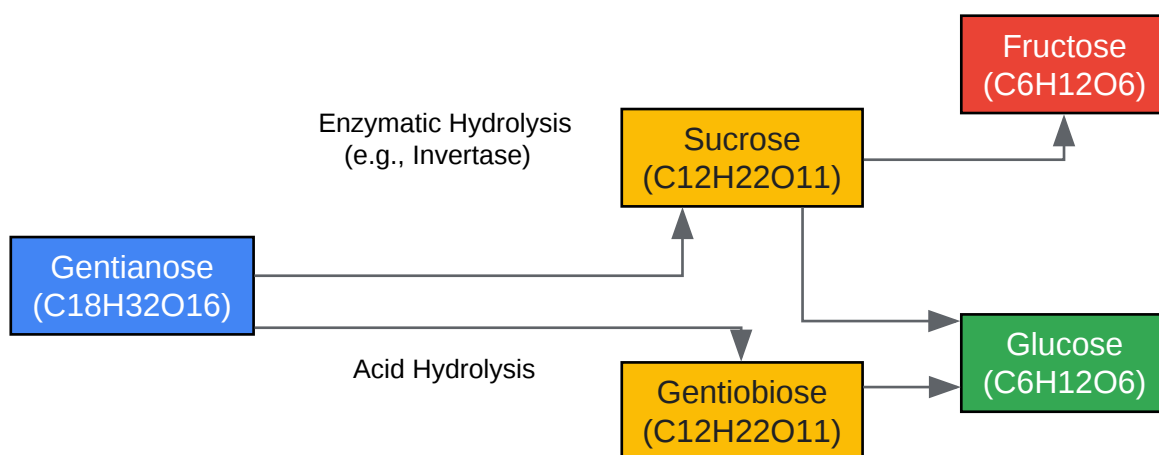 Fructose
(C6H12O6)
Enzymatic Hydrolysis
(e.g., Invertase)
Sucrose
(C12H22O11)
Gentianose
(C18H32O16)
Acid Hydrolysis
Gentiobiose
(C12H22O11)
Glucose
(C6H12O6)